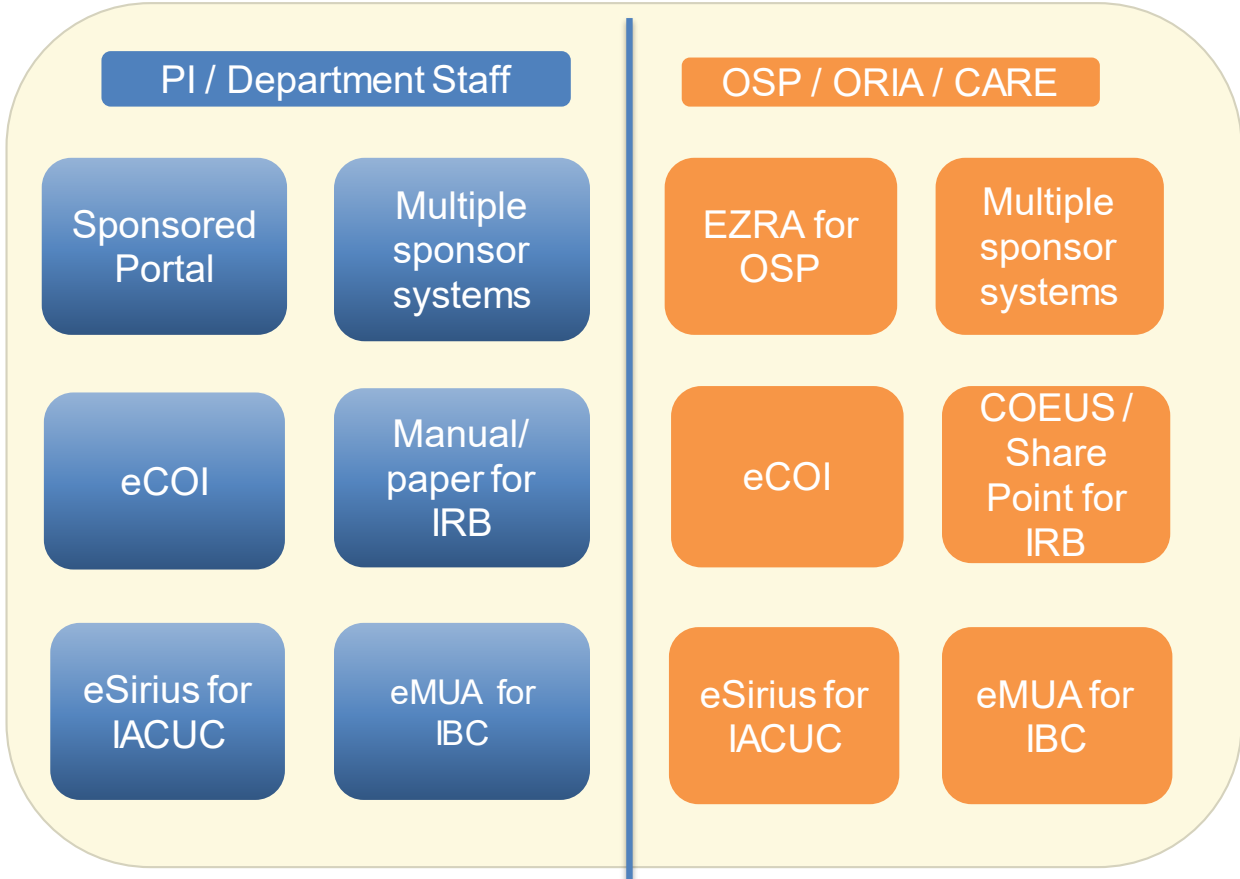 PI / Department Staff
Sponsored
Portal
Multiple
sponsor
systems
eCOI
Manual/
paper for
IRB
eSirius for
IACUC
eMUA for
IBC
OSP / ORIA / CARE
EZRA for
OSP
Multiple
sponsor
systems
eCOI
COEUS /
Share
Point for
IRB
eSirius for
IACUC
eMUA for
IBC